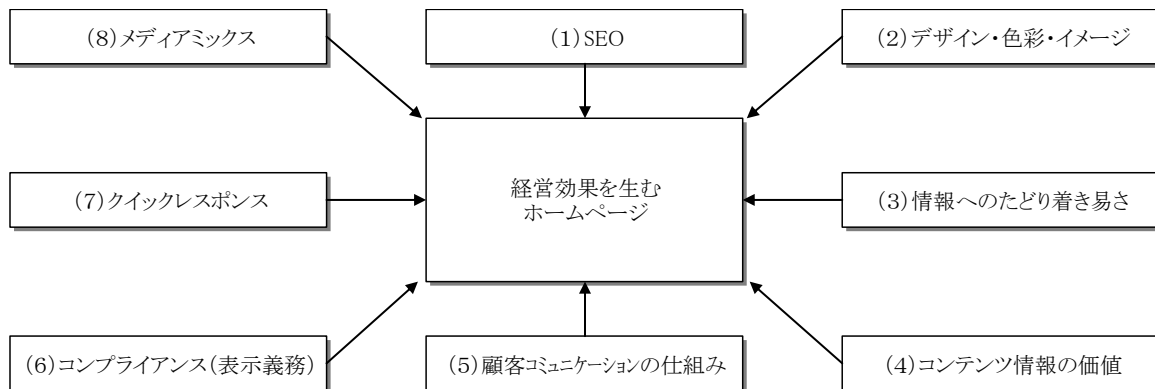 (8)メディアミックス
(1)SEO
(2)デザイン・色彩・イメージ
(7)クイックレスポンス
経営効果を生む
ホームページ
(3)情報へのたどり着き易さ
(6)コンプライアンス(表示義務)
(5)顧客コミュニケーションの仕組み
(4)コンテンツ情報の価値